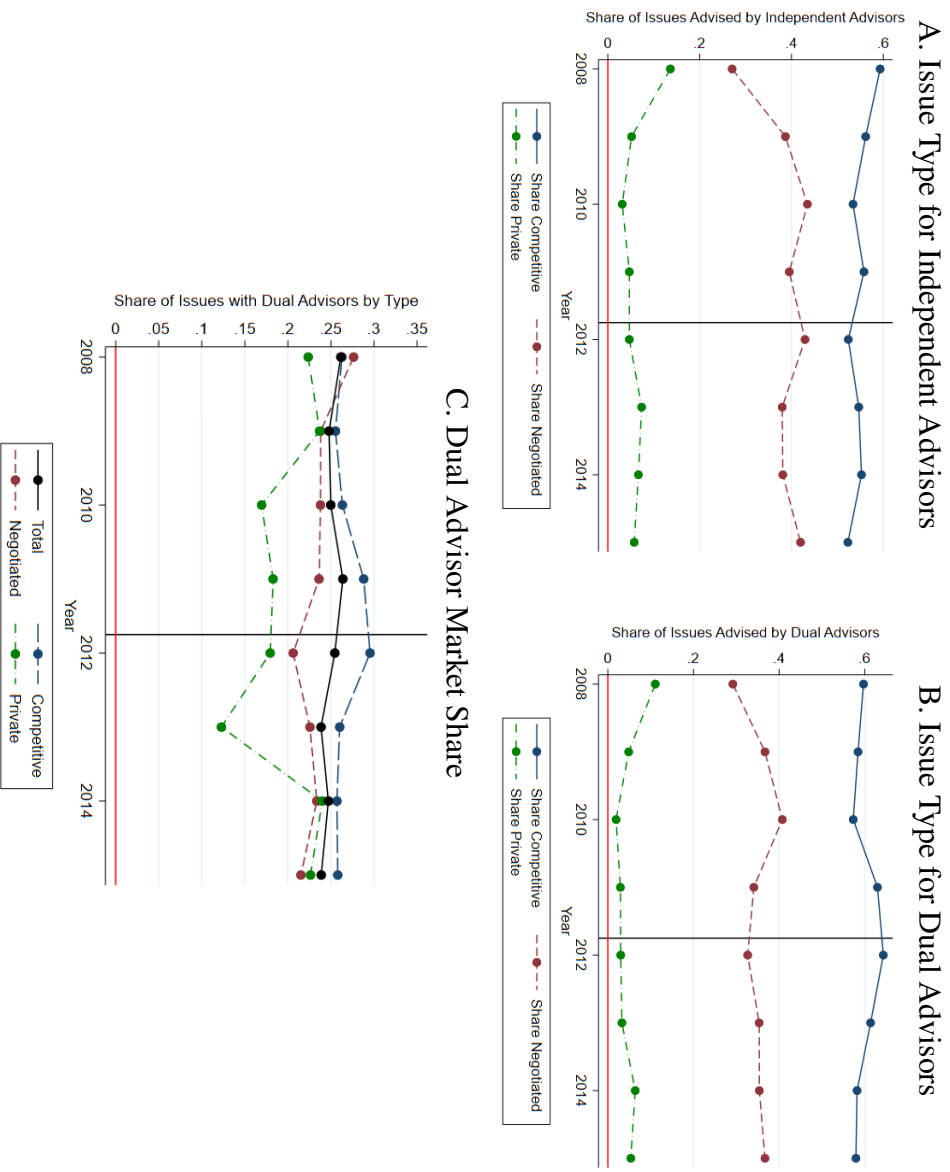 A. Issue Type for Independent Advisors
Share of Issues Advised by Independent Advisors
0 .2 .4 .6
2008 2010 2012 2014
Year
Share Competitive Share Negotiated
Share Private
B. Issue Type for Dual Advisors
Share of Issues Advised by Dual Advisors
0 .2 .4 .6
2008 2010 2012 2014
Year
Share Competitive Share Negotiated
Share Private
C. Dual Advisor Market Share
Share of Issues with Dual Advisors by Type
0 .05 .1 .15 .2 .25 .3 .35
2008 2010 2012 2014
Year
Total Competitive
Negotiated Private